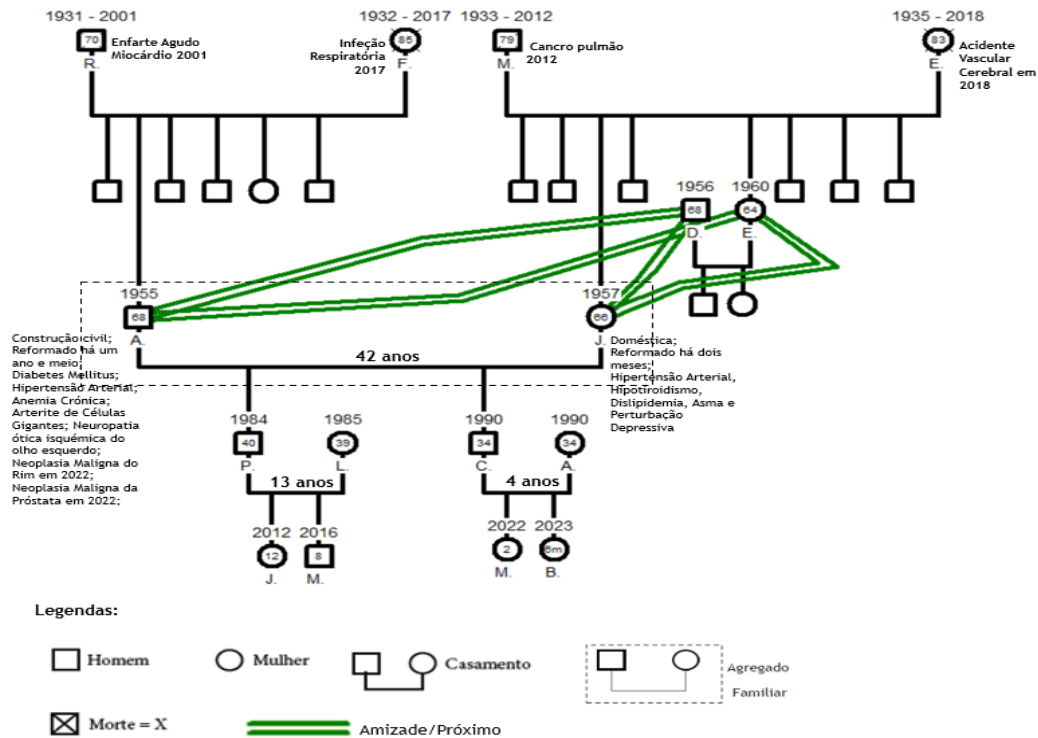 1931 - 2001
1932 - 2017
1933 - 2012
1935 - 2018
70
Enfarte Agudo
Miocárdio 2001
R.
Infeção
Respiratória
2017
85
F.
79
Cancro pulmão
2012
M.
83
Acidente
Vascular
Cerebral em
2018
E.
1956
1960
68
64
D.
E.
1955
1957
68
66
A.
J.
42 anos
Construção civil;
Reformado há um
ano e meio;
Diabetes Mellitus;
Hipertensão Arterial;
Anemia Crónica;
Arterite de Células
Gigantes; Neuropatia
ótica isquémica do
olho esquerdo;
Neoplasia Maligna do
Rim em 2022;
Neoplasia Maligna da
Próstata em 2022;
Doméstica;
Reformado há dois
meses;
Hipertensão Arterial,
Hipotiroidismo,
Dislipidemia, Asma e
Perturbação
Depressiva
1984
1985
1990
1990
40
39
34
34
P.
L.
C.
A.
13 anos
4 anos
2012
2016
2022
2023
12
8
2
6m
J.
M.
M.
B.
Legendas:
Homem
Mulher
Casamento
Agregado
Familiar
Morte = X
Amizade/Próximo